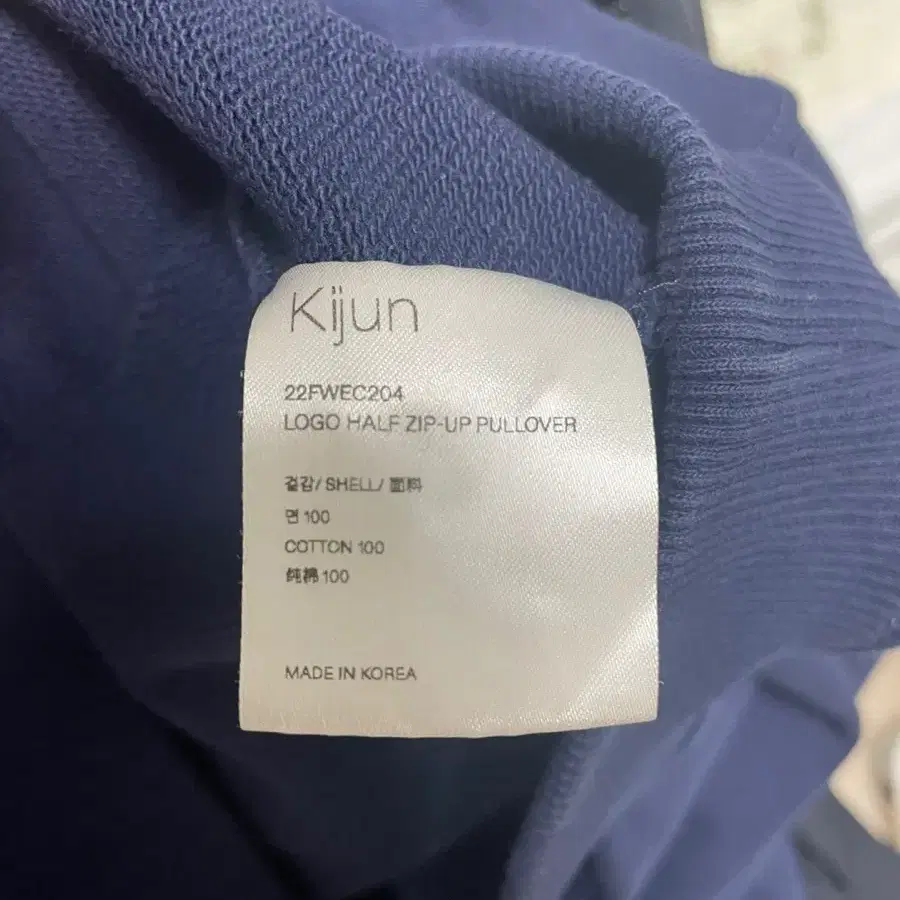 Kijun
22FWEC204
LOGO HALF ZIP-UP PULLOVER
겉감/ SHELL/ 面料
면 100
COTTON 100
纯棉 100
MADE IN KOREA